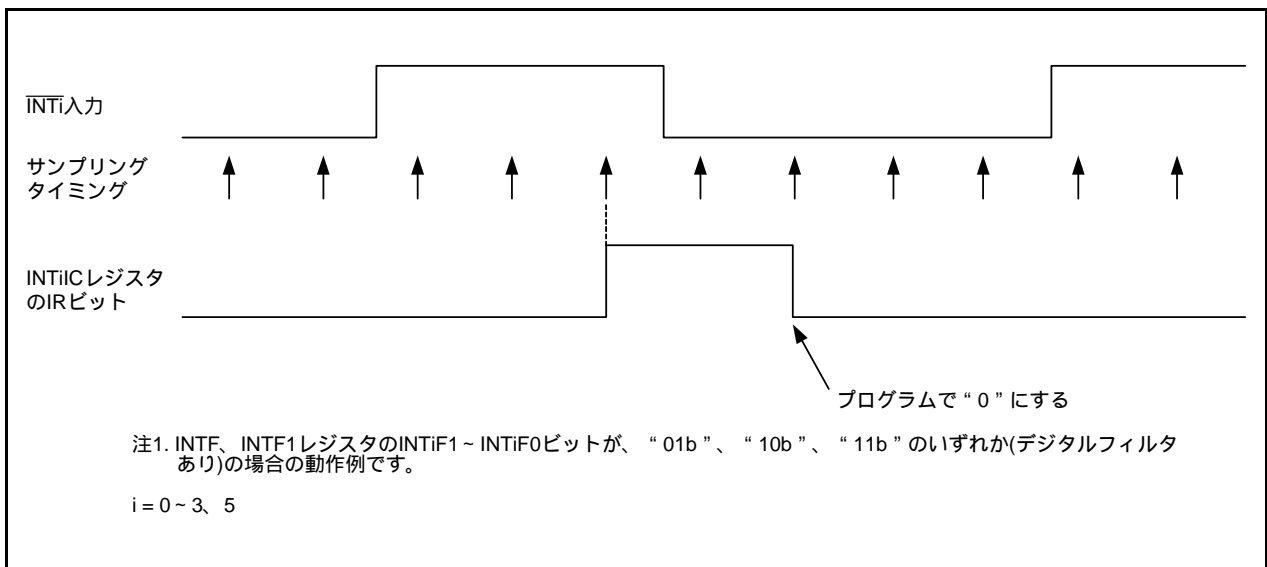 INTi入力
サンプリング
タイミング
INTiICレジスタ
のIRビット
プログラムで“0”にする
注1. INTF、INTF1レジスタのINTiF1~INTiF0ビットが、“01b”、“10b”、“11b”のいずれか(デジタルフィルタ
あり)の場合の動作例です。
i = 0~3、5